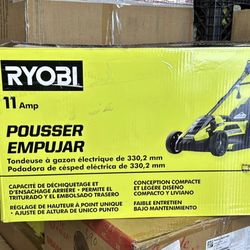 RYOBI
11 Amp
POUSSER
EMPUJAR
Tondeuse à gazon électrique de 330,2 mm
Podadora de césped eléctrica de 330,2 mm
CAPACITÉ DE DÉCHIQUETAGE ET
D'ENSACHAGE ARRIÈRE • PERMITE EL
TRITURADO Y EL EMBOLSADO TRASERO
RÉGLAGE DE HAUTEUR À POINT UNIQUE
• AJUSTE DE ALTURA DE UNICO PUNTO
CONCEPTION COMPACTE
ET LÉGÈRE DISEÑO
COMPACTO Y LIVIANO
FAIBLE ENTRETIEN
BAJO MANTENIMIENTO